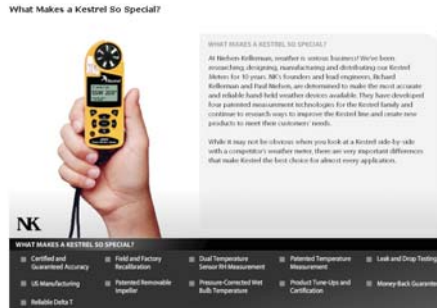 What Makes a Kestrel So Special?
WHAT MAKES A KESTREL SO SPECIAL?
At Nielsen-Kellerman, weather is serious business! We've been
researching, designing, manufacturing and distributing our Kestrel
Meters for 10 years. NK's founders and lead engineers, Richard
Kellerman and Paul Nielsen, are determined to make the most accurate
and reliable hand-held weather devices available. They have developed
four patented measurement technologies for the Kestrel family and
continue to research ways to improve the Kestrel line and create new
products to meet their customers' needs.
While it may not be obvious when you look at a Kestrel side-by-side
with a competitor's weather meter, there are very important differences
that make Kestrel the best choice for almost every application.
NK
WHAT MAKES A KESTREL SO SPECIAL?
Certified and Guaranteed Accuracy
Field and Factory Recalibration
Dual Temperature Sensor RH Measurement
Patented Temperature Measurement
Leak and Drop Testing
US Manufacturing
Patented Removable Impeller
Pressure-Corrected Wet Bulb Temperature
Product Tune-Ups and Certification
Money-Back Guarantee
Reliable Delta T